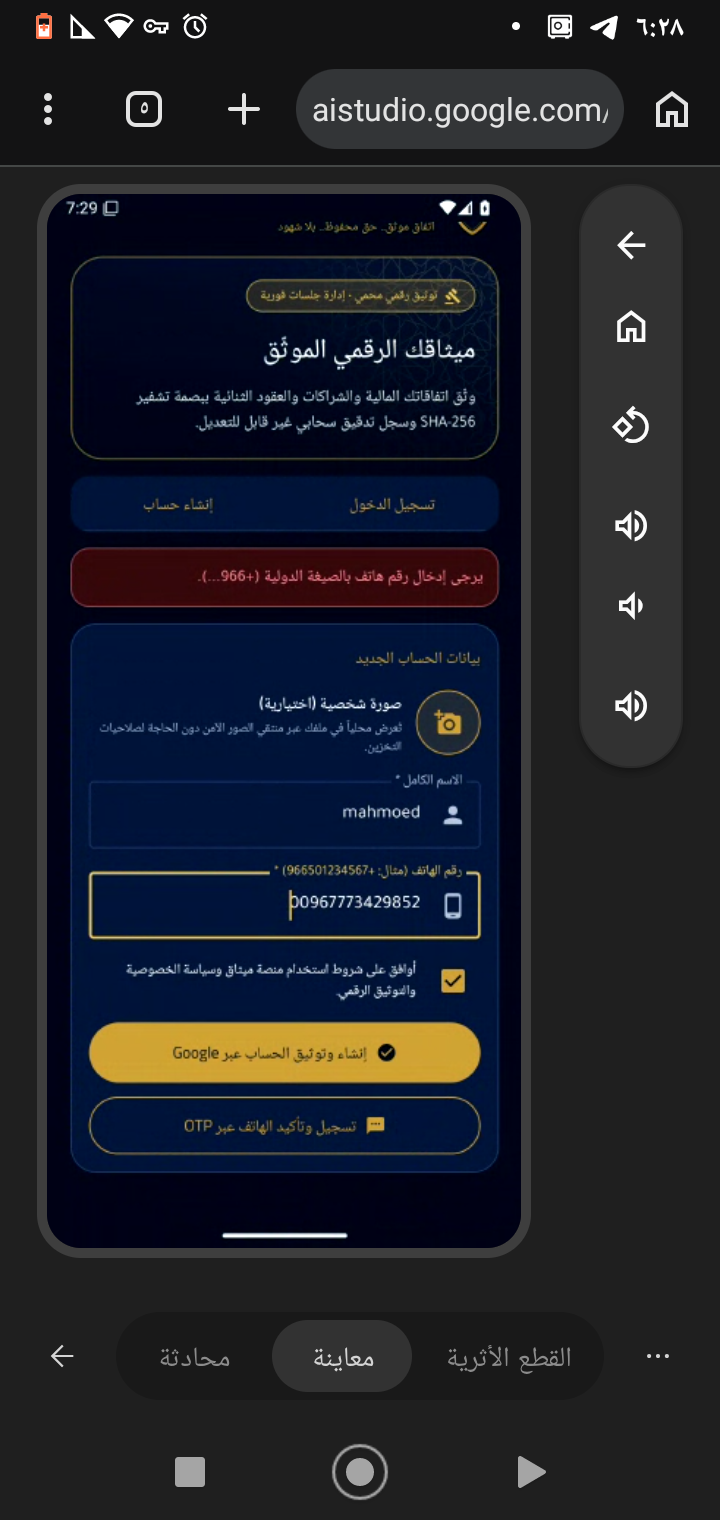 ٦:٢٨
aistudio.google.com/
٥
7:29
اتفاق موثق.. حق محفوظ.. بلا شهود
توثيق رقمي محمي · إدارة جلسات فورية
ميثاقك الرقمي الموثّق
وثّق اتفاقاتك المالية والشراكات والعقود الثنائية ببصمة تشفير
SHA-256 وسجل تدقيق سحابي غير قابل للتعديل.
تسجيل الدخول
إنشاء حساب
يرجى إدخال رقم هاتف بالصيغة الدولية (+966...).
بيانات الحساب الجديد
صورة شخصية (اختيارية)
تُعرض محلياً في ملفك عبر منتقي الصور الآمن دون الحاجة لصلاحيات
التخزين.
الاسم الكامل *
mahmoed
رقم الهاتف (مثال: +966501234567) *
00967773429852
أوافق على شروط استخدام منصة ميثاق وسياسة الخصوصية
والتوثيق الرقمي.
إنشاء وتوثيق الحساب عبر Google
تسجيل وتأكيد الهاتف عبر OTP
القطع الأثرية
معاينة
محادثة